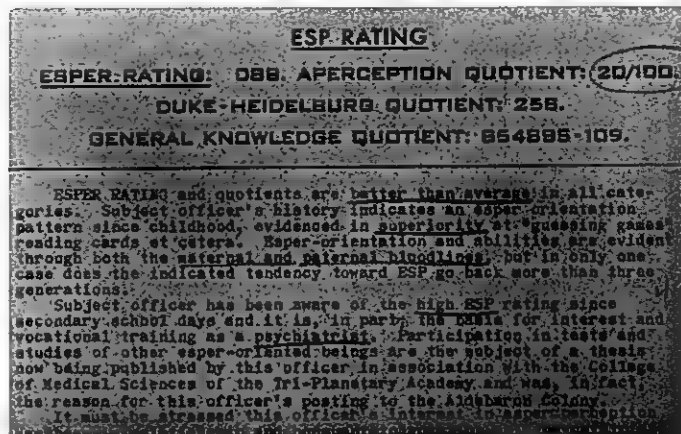 ESP RATING
ESPER RATING: 089. APERCEPTION QUOTIENT: 20/100.
DUKE-HEIDELBURG QUOTIENT: 256.
GENERAL KNOWLEDGE QUOTIENT: 654895-109.
ESPER RATING and quotients are better than average in all cate-
gories. Subject officer's history indicates an esper orientation
pattern since childhood, evidenced in superiority at "guessing games"
reading cards et cetera. Esper-orientation and abilities are evident
through both the maternal and paternal bloodlines, but in only one
case does the indicated tendency toward ESP go back more than three
generations.
Subject officer has been aware of the high ESP rating since
secondary school days and it is, in part, the basis for interest and
vocational training as a psychiatrist. Participation in tests and
studies of other esper-oriented beings are the subject of a thesis
now being published by this officer in association with the College
of Medical Sciences of the Tri-Planetary Academy and was, in fact,
the reason for this officer's posting to the Aldebaron Colony.
It must be stressed this officer's interest in